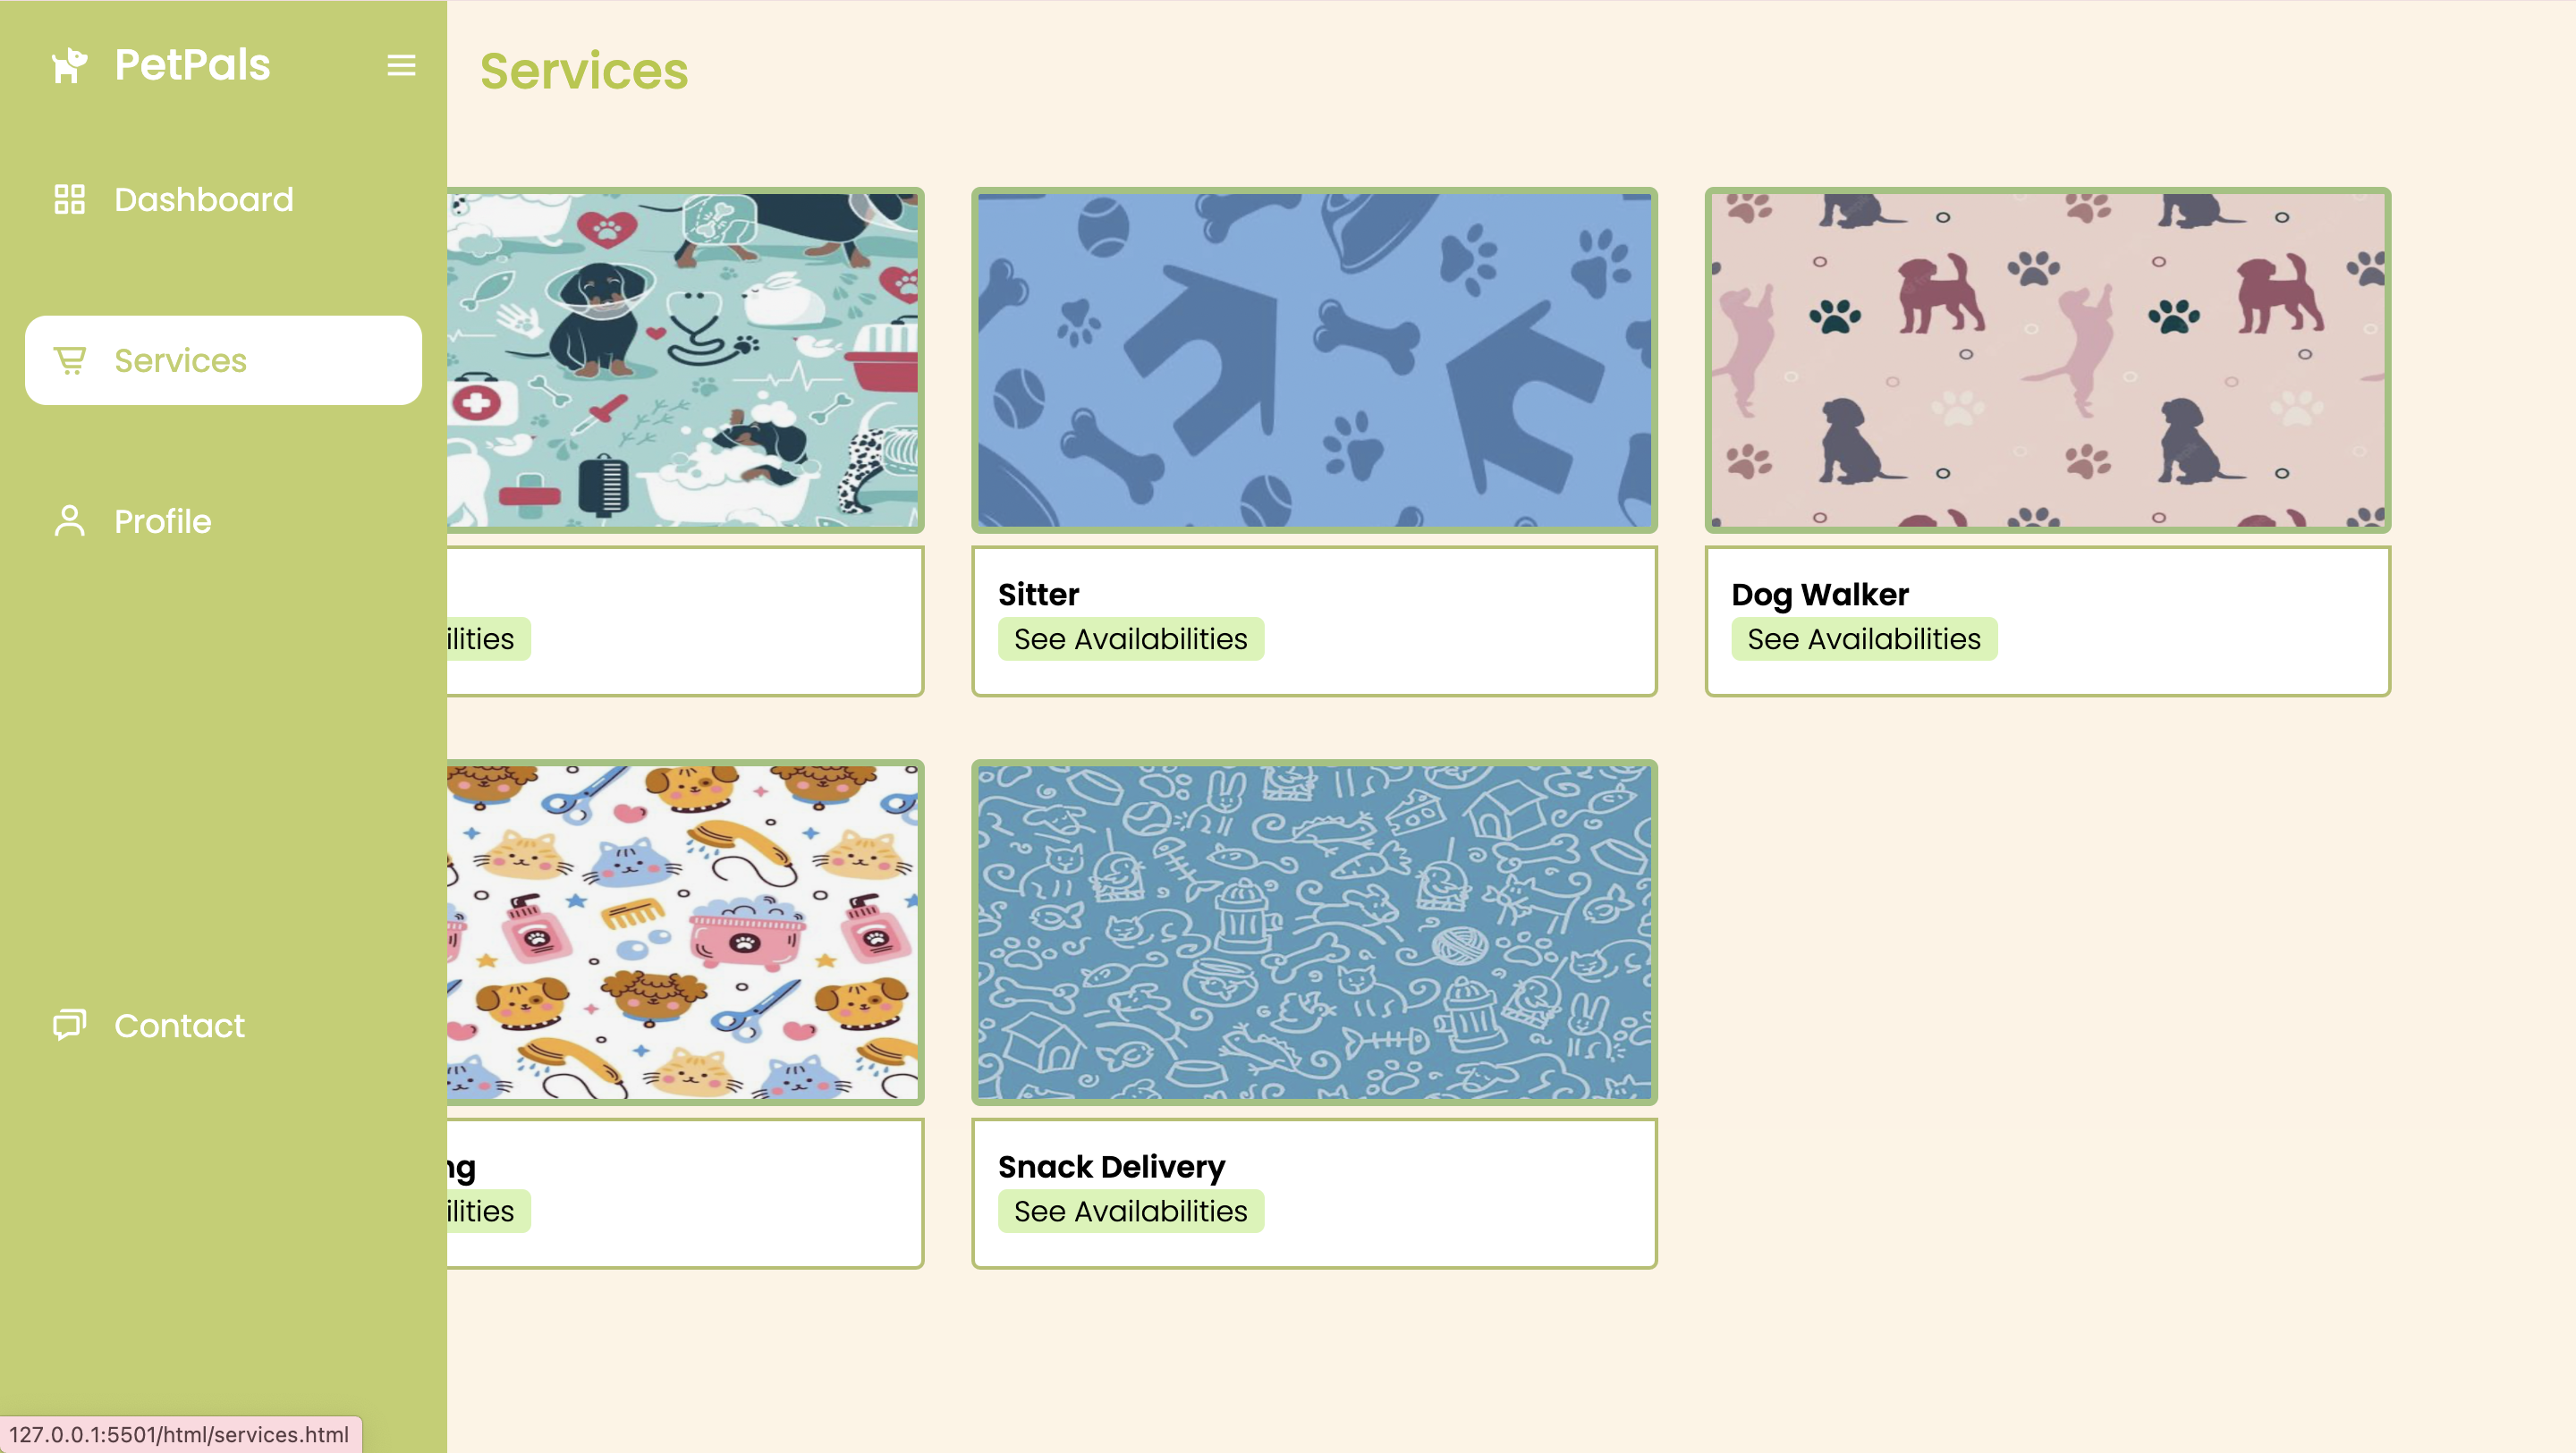 PetPals
Services
Dashboard
Services
Profile
Contact
ilities
Sitter
See Availabilities
Dog Walker
See Availabilities
ng
ilities
Snack Delivery
See Availabilities
127.0.0.1:5501/html/services.html